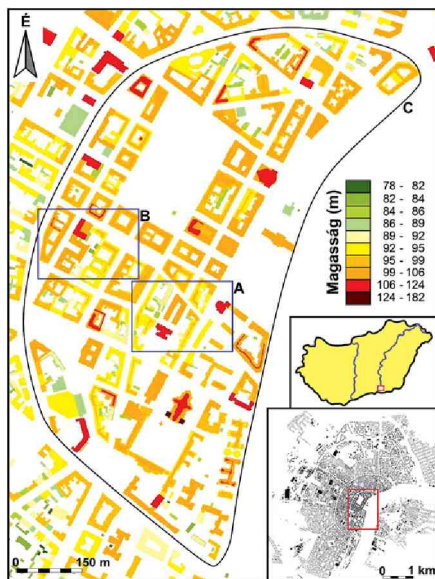 É
C
B
A
Magasság (m)
78 - 82
82 - 84
84 - 86
86 - 89
89 - 92
92 - 95
95 - 99
99 - 106
106 - 124
124 - 182
0 150 m
0 1 km